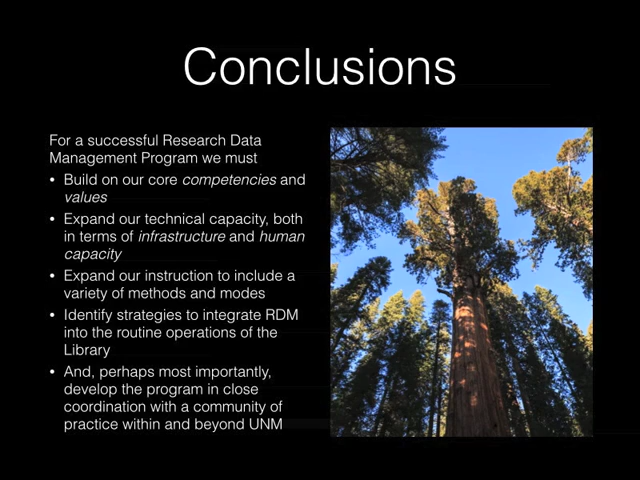 Conclusions
For a successful Research Data
Management Program we must
• Build on our core competencies and
values
• Expand our technical capacity, both
in terms of infrastructure and human
capacity
• Expand our instruction to include a
variety of methods and modes
• Identify strategies to integrate RDM
into the routine operations of the
Library
• And, perhaps most importantly,
develop the program in close
coordination with a community of
practice within and beyond UNM